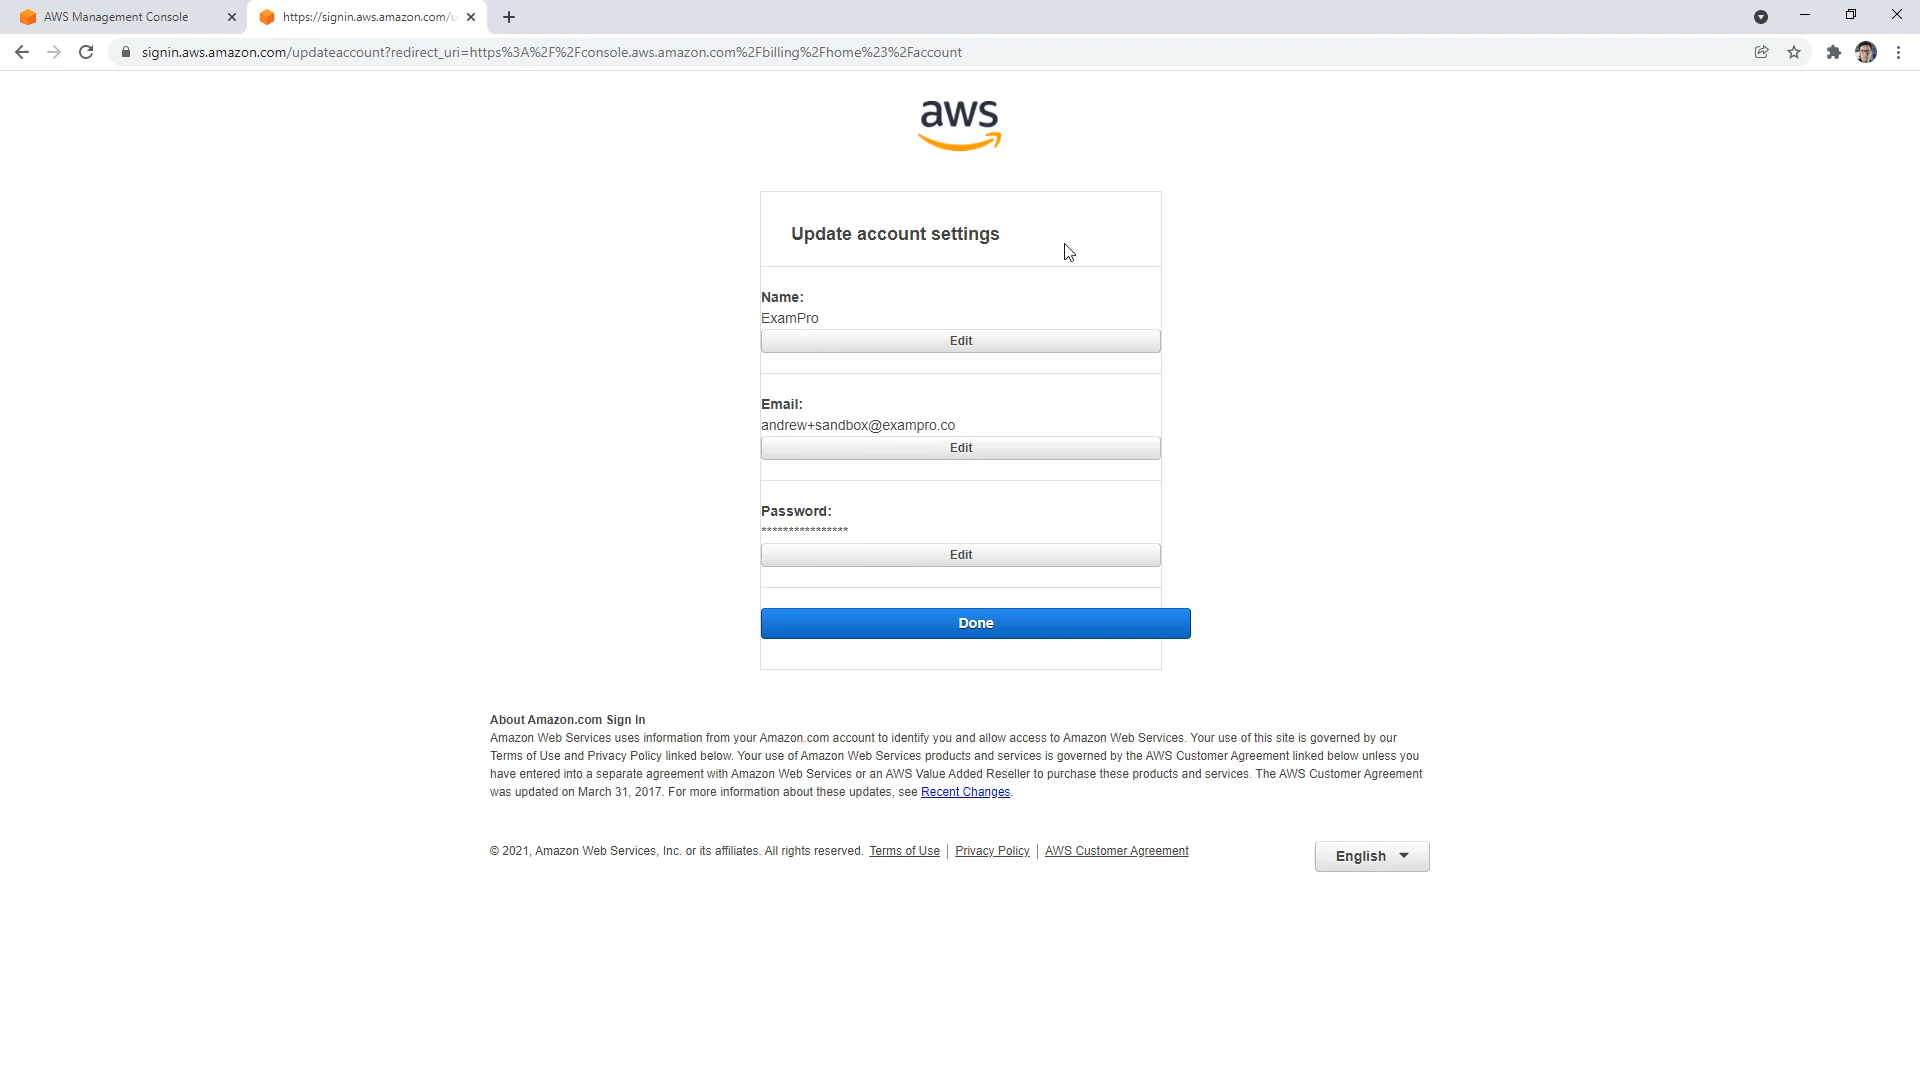 AWS Management Console
https://signin.aws.amazon.com/u
signin.aws.amazon.com/updateaccount?redirect_uri=https%3A%2F%2Fconsole.aws.amazon.com%2Fbilling%2Fhome%23%2Faccount
aws
Update account settings
Name:
ExamPro
Edit
Email:
andrew+sandbox@exampro.co
Edit
Password:
****************
Edit
Done
About Amazon.com Sign In
Amazon Web Services uses information from your Amazon.com account to identify you and allow access to Amazon Web Services. Your use of this site is governed by our
Terms of Use and Privacy Policy linked below. Your use of Amazon Web Services products and services is governed by the AWS Customer Agreement linked below unless you
have entered into a separate agreement with Amazon Web Services or an AWS Value Added Reseller to purchase these products and services. The AWS Customer Agreement
was updated on March 31, 2017. For more information about these updates, see Recent Changes.
© 2021, Amazon Web Services, Inc. or its affiliates. All rights reserved. Terms of Use | Privacy Policy | AWS Customer Agreement
English